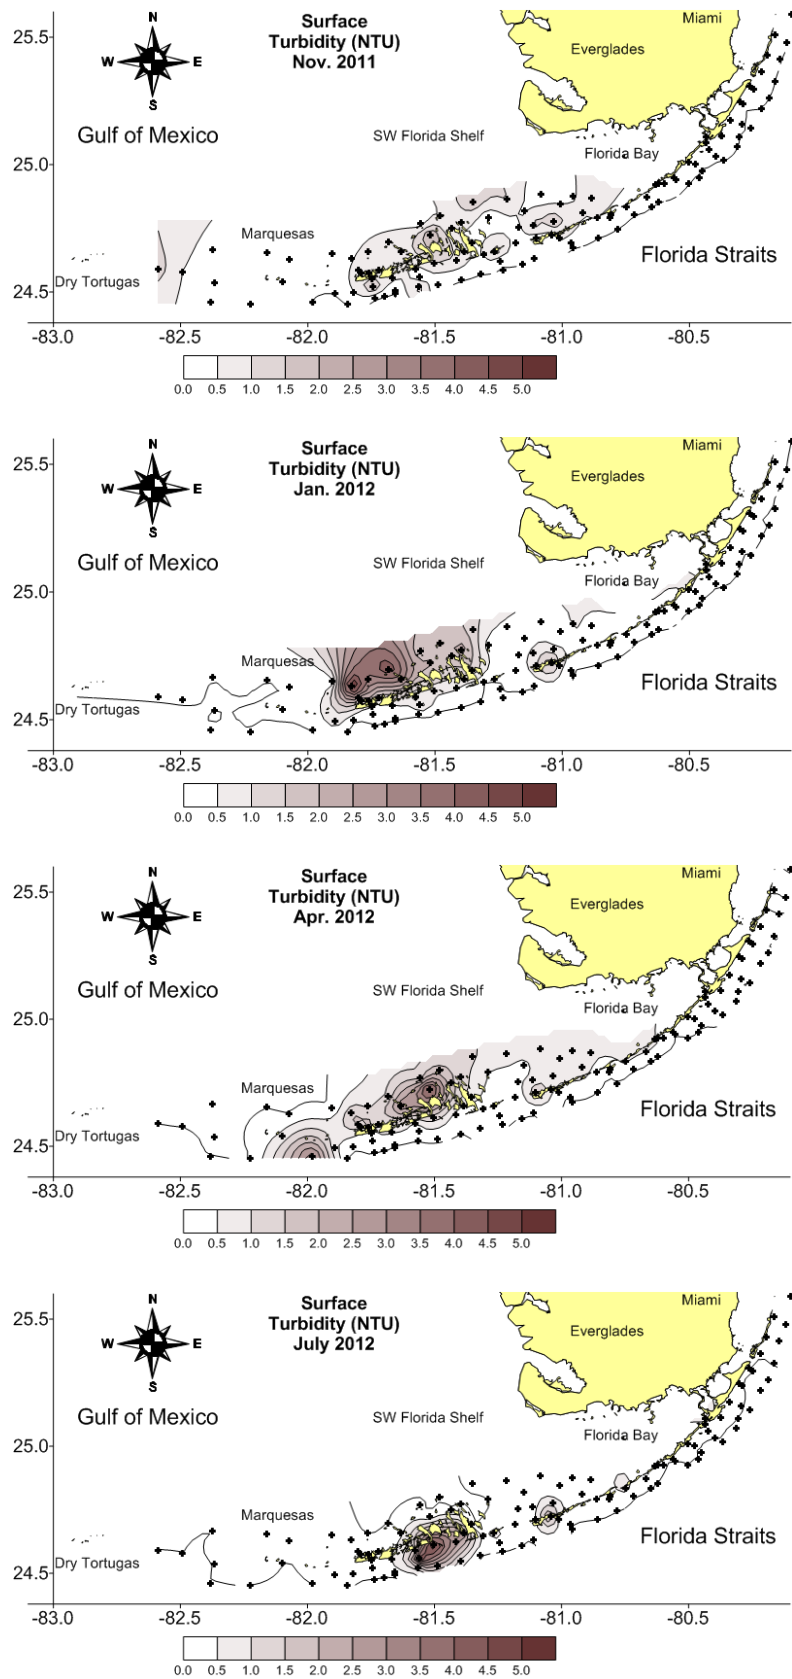 Surface
Turbidity (NTU)
Nov. 2011
N
W E
S
Miami
Everglades
Gulf of Mexico
SW Florida Shelf
Florida Bay
Marquesas
Florida Straits
Dry Tortugas
25.5
25.0
24.5
-83.0 -82.5 -82.0 -81.5 -81.0 -80.5
0.0 0.5 1.0 1.5 2.0 2.5 3.0 3.5 4.0 4.5 5.0
Surface
Turbidity (NTU)
Jan. 2012
N
W E
S
Miami
Everglades
Gulf of Mexico
SW Florida Shelf
Florida Bay
Marquesas
Florida Straits
Dry Tortugas
25.5
25.0
24.5
-83.0 -82.5 -82.0 -81.5 -81.0 -80.5
0.0 0.5 1.0 1.5 2.0 2.5 3.0 3.5 4.0 4.5 5.0
Surface
Turbidity (NTU)
Apr. 2012
N
W E
S
Miami
Everglades
Gulf of Mexico
SW Florida Shelf
Florida Bay
Marquesas
Florida Straits
Dry Tortugas
25.5
25.0
24.5
-83.0 -82.5 -82.0 -81.5 -81.0 -80.5
0.0 0.5 1.0 1.5 2.0 2.5 3.0 3.5 4.0 4.5 5.0
Surface
Turbidity (NTU)
July 2012
N
W E
S
Miami
Everglades
Gulf of Mexico
SW Florida Shelf
Florida Bay
Marquesas
Florida Straits
Dry Tortugas
25.5
25.0
24.5
-83.0 -82.5 -82.0 -81.5 -81.0 -80.5
0.0 0.5 1.0 1.5 2.0 2.5 3.0 3.5 4.0 4.5 5.0